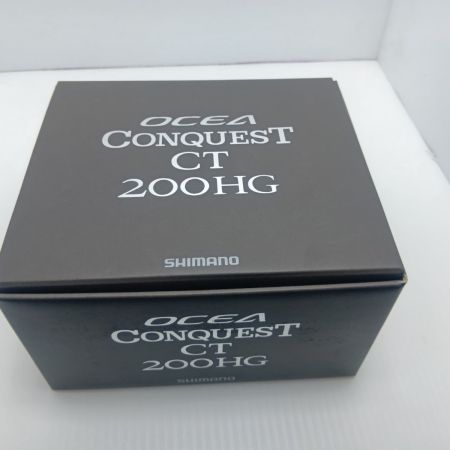 OCEA
CONQUEST
CT
200HG
SHIMANO
OCEA
CONQUEST
CT
200HG
SHIMANO